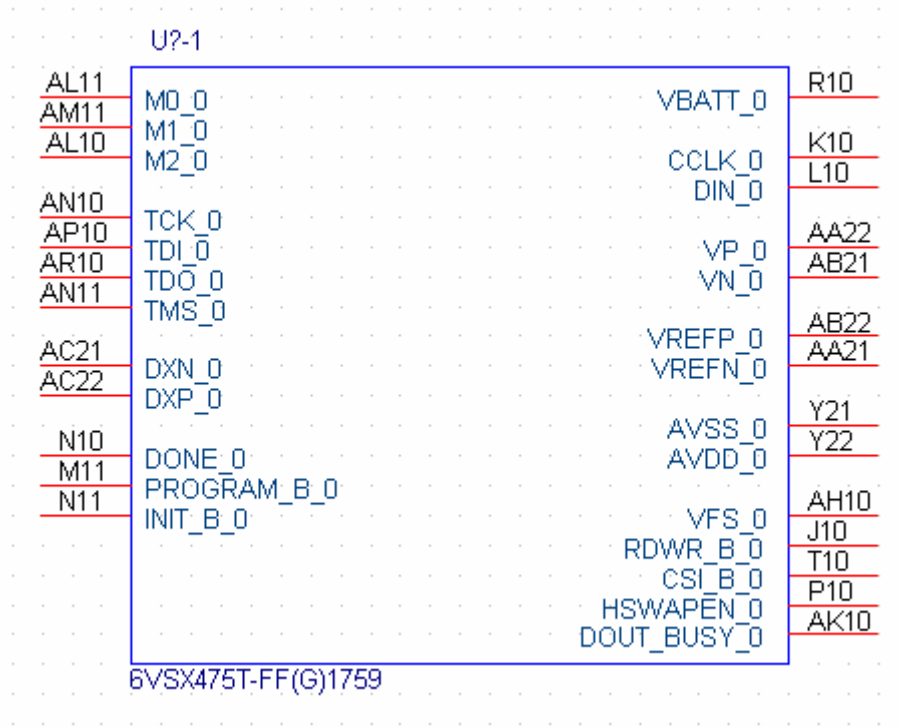 U?-1
AL11 M0_0 VBATT_0 R10
AM11 M1_0
AL10 M2_0 CCLK_0 K10
DIN_0 L10
AN10 TCK_0
AP10 TDI_0 VP_0 AA22
AR10 TDO_0 VN_0 AB21
AN11 TMS_0
VREFP_0 AB22
AC21 DXN_0 VREFN_0 AA21
AC22 DXP_0
AVSS_0 Y21
N10 DONE_0 AVDD_0 Y22
M11 PROGRAM_B_0
N11 INIT_B_0 VFS_0 AH10
RDWR_B_0 J10
CSI_B_0 T10
HSWAPEN_0 P10
DOUT_BUSY_0 AK10
6VSX475T-FF(G)1759